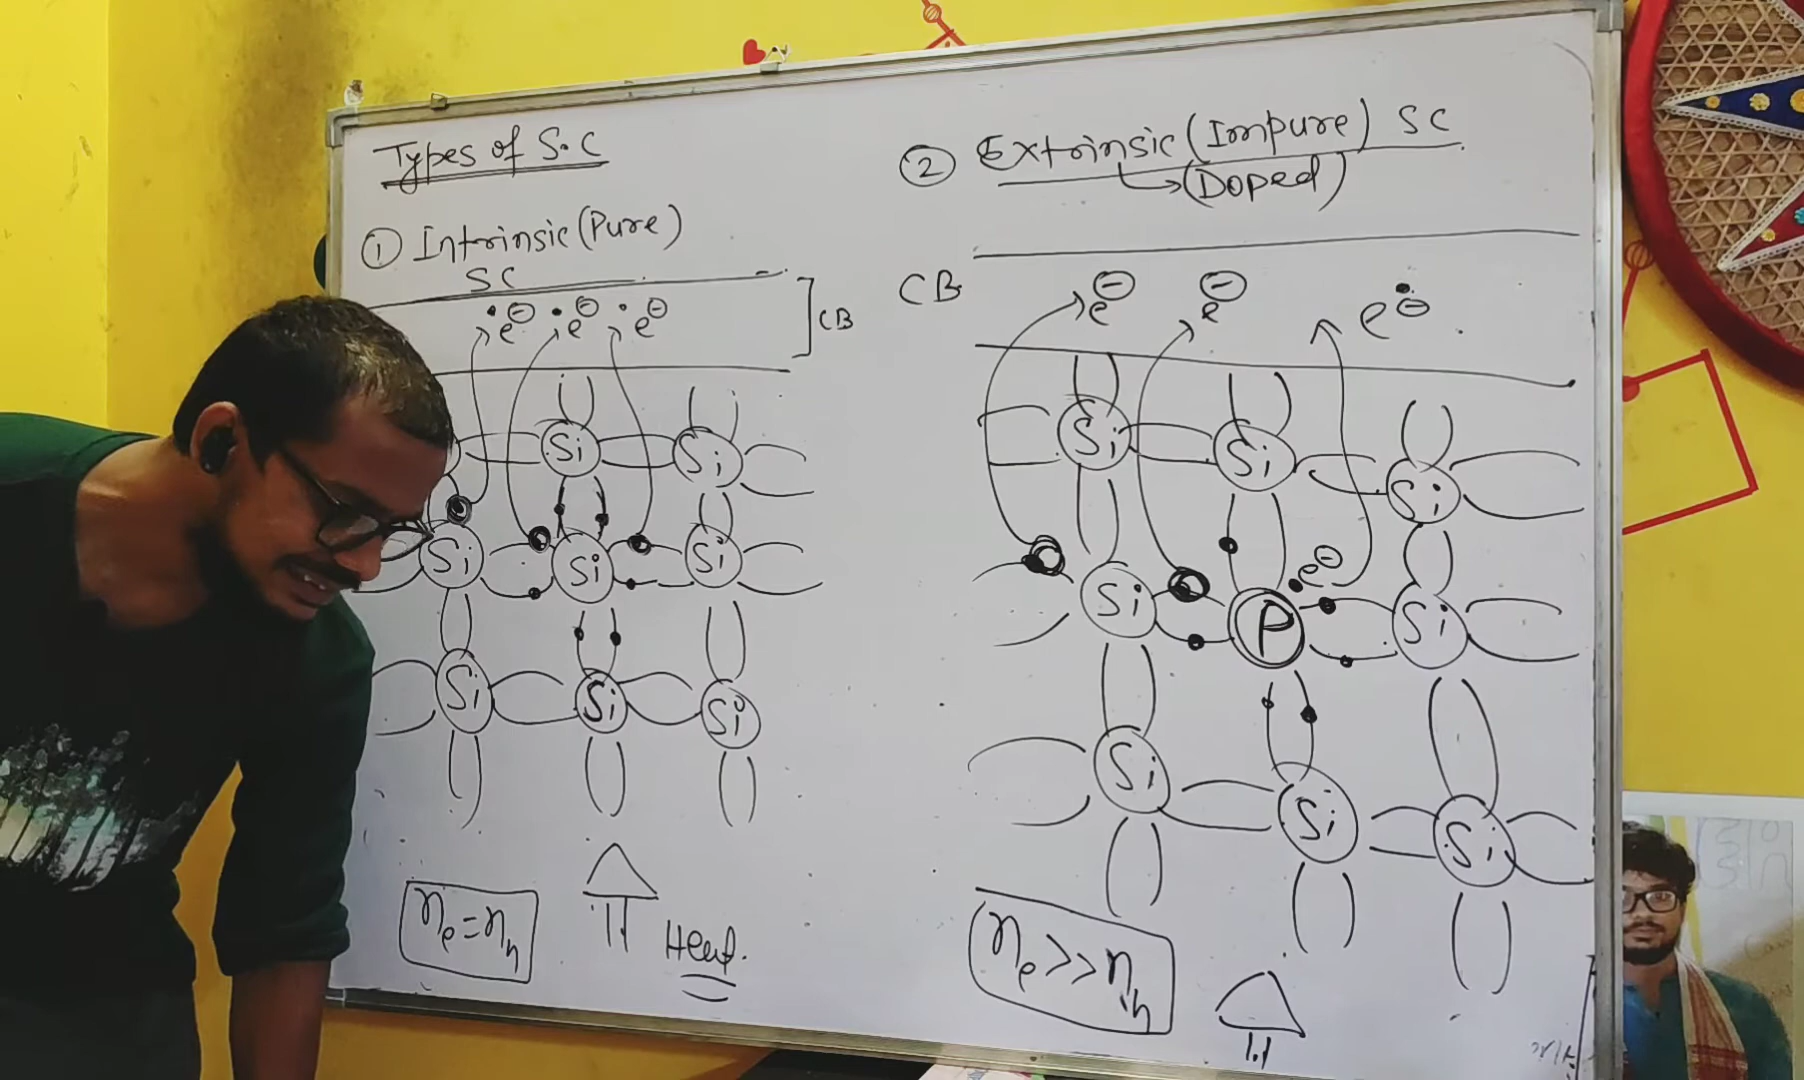 Types of S.C
① Intrinsic (Pure)
SC
e⊖ e⊖ e⊖
CB
Si Si
Si Si Si
Si Si Si
nₑ = nₕ
Heat.
② Extrinsic (Impure) SC
↳ (Doped)
CB
e⊖ e⊖ e⊖
Si Si Si
e⊖
Si P Si
Si Si Si
nₑ >> nₕ